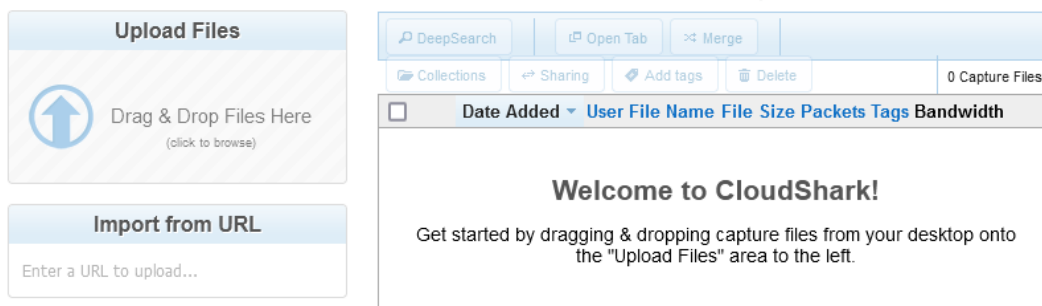 Upload Files
Drag & Drop Files Here
(click to browse)
Import from URL
Enter a URL to upload...
DeepSearch Open Tab Merge
Collections Sharing Add tags Delete 0 Capture Files
Date Added User File Name File Size Packets Tags Bandwidth
Welcome to CloudShark!
Get started by dragging & dropping capture files from your desktop onto
the "Upload Files" area to the left.